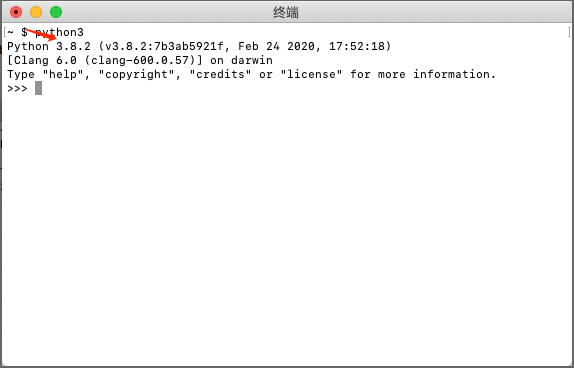 终端
[~ $ python3 ]
Python 3.8.2 (v3.8.2:7b3ab5921f, Feb 24 2020, 17:52:18)
[Clang 6.0 (clang-600.0.57)] on darwin
Type "help", "copyright", "credits" or "license" for more information.
>>>